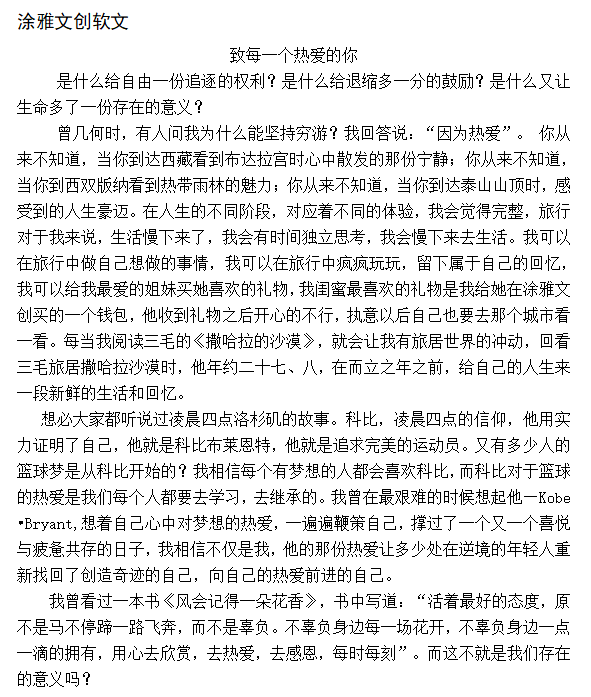 涂雅文创软文
致每一个热爱的你
是什么给自由一份追逐的权利？是什么给退缩多一分的鼓励？是什么又让
生命多了一份存在的意义？
曾几何时，有人问我为什么能坚持穷游？我回答说：“因为热爱”。 你从
来不知道，当你到达西藏看到布达拉宫时心中散发的那份宁静；你从来不知道，
当你到西双版纳看到热带雨林的魅力；你从来不知道，当你到达泰山山顶时，感
受到的人生豪迈。在人生的不同阶段，对应着不同的体验，我会觉得完整，旅行
对于我来说，生活慢下来了，我会有时间独立思考，我会慢下来去生活。我可以
在旅行中做自己想做的事情，我可以在旅行中疯疯玩玩，留下属于自己的回忆，
我可以给我最爱的姐妹买她喜欢的礼物，我闺蜜最喜欢的礼物是我给她在涂雅文
创买的一个钱包，他收到礼物之后开心的不行，执意以后自己也要去那个城市看
一看。每当我阅读三毛的《撒哈拉的沙漠》，就会让我有旅居世界的冲动，回看
三毛旅居撒哈拉沙漠时，他年约二十七、八，在而立之年之前，给自己的人生来
一段新鲜的生活和回忆。
想必大家都听说过凌晨四点洛杉矶的故事。科比，凌晨四点的信仰，他用实
力证明了自己，他就是科比布莱恩特，他就是追求完美的运动员。又有多少人的
篮球梦是从科比开始的？我相信每个有梦想的人都会喜欢科比，而科比对于篮球
的热爱是我们每个人都要去学习，去继承的。我曾在最艰难的时候想起他—Kobe
•Bryant,想着自己心中对梦想的热爱，一遍遍鞭策自己，撑过了一个又一个喜悦
与疲惫共存的日子，我相信不仅是我，他的那份热爱让多少处在逆境的年轻人重
新找回了创造奇迹的自己，向自己的热爱前进的自己。
我曾看过一本书《风会记得一朵花香》，书中写道：“活着最好的态度，原
不是马不停蹄一路飞奔，而不是辜负。不辜负身边每一场花开，不辜负身边一点
一滴的拥有，用心去欣赏，去热爱，去感恩，每时每刻”。而这不就是我们存在
的意义吗？